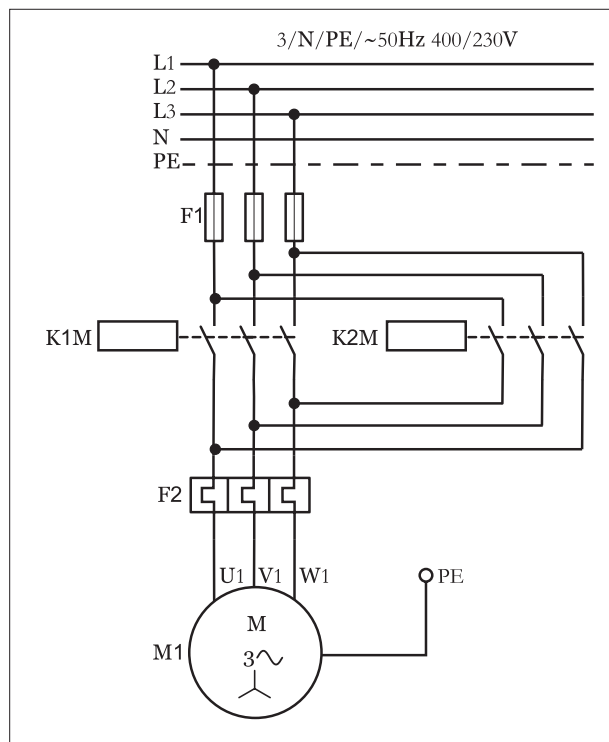 3/N/PE/~50Hz 400/230V
L1
L2
L3
N
PE
F1
K1M K2M
F2
U1 V1 W1
PE
M
M1
3~